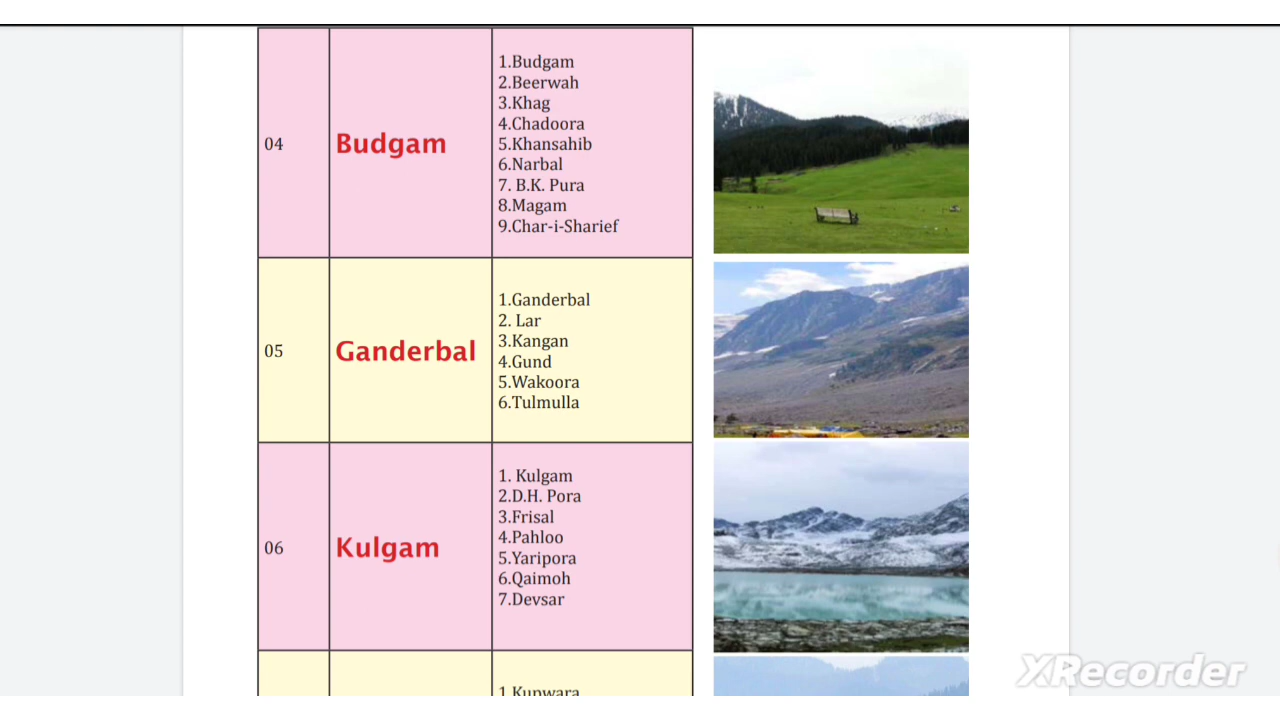 04
Budgam
1.Budgam
2.Beerwah
3.Khag
4.Chadoora
5.Khansahib
6.Narbal
7. B.K. Pura
8.Magam
9.Char-i-Sharief
05
Ganderbal
1.Ganderbal
2. Lar
3.Kangan
4.Gund
5.Wakoora
6.Tulmulla
06
Kulgam
1. Kulgam
2.D.H. Pora
3.Frisal
4.Pahloo
5.Yaripora
6.Qaimoh
7.Devsar
1.Kupwara
XRecorder